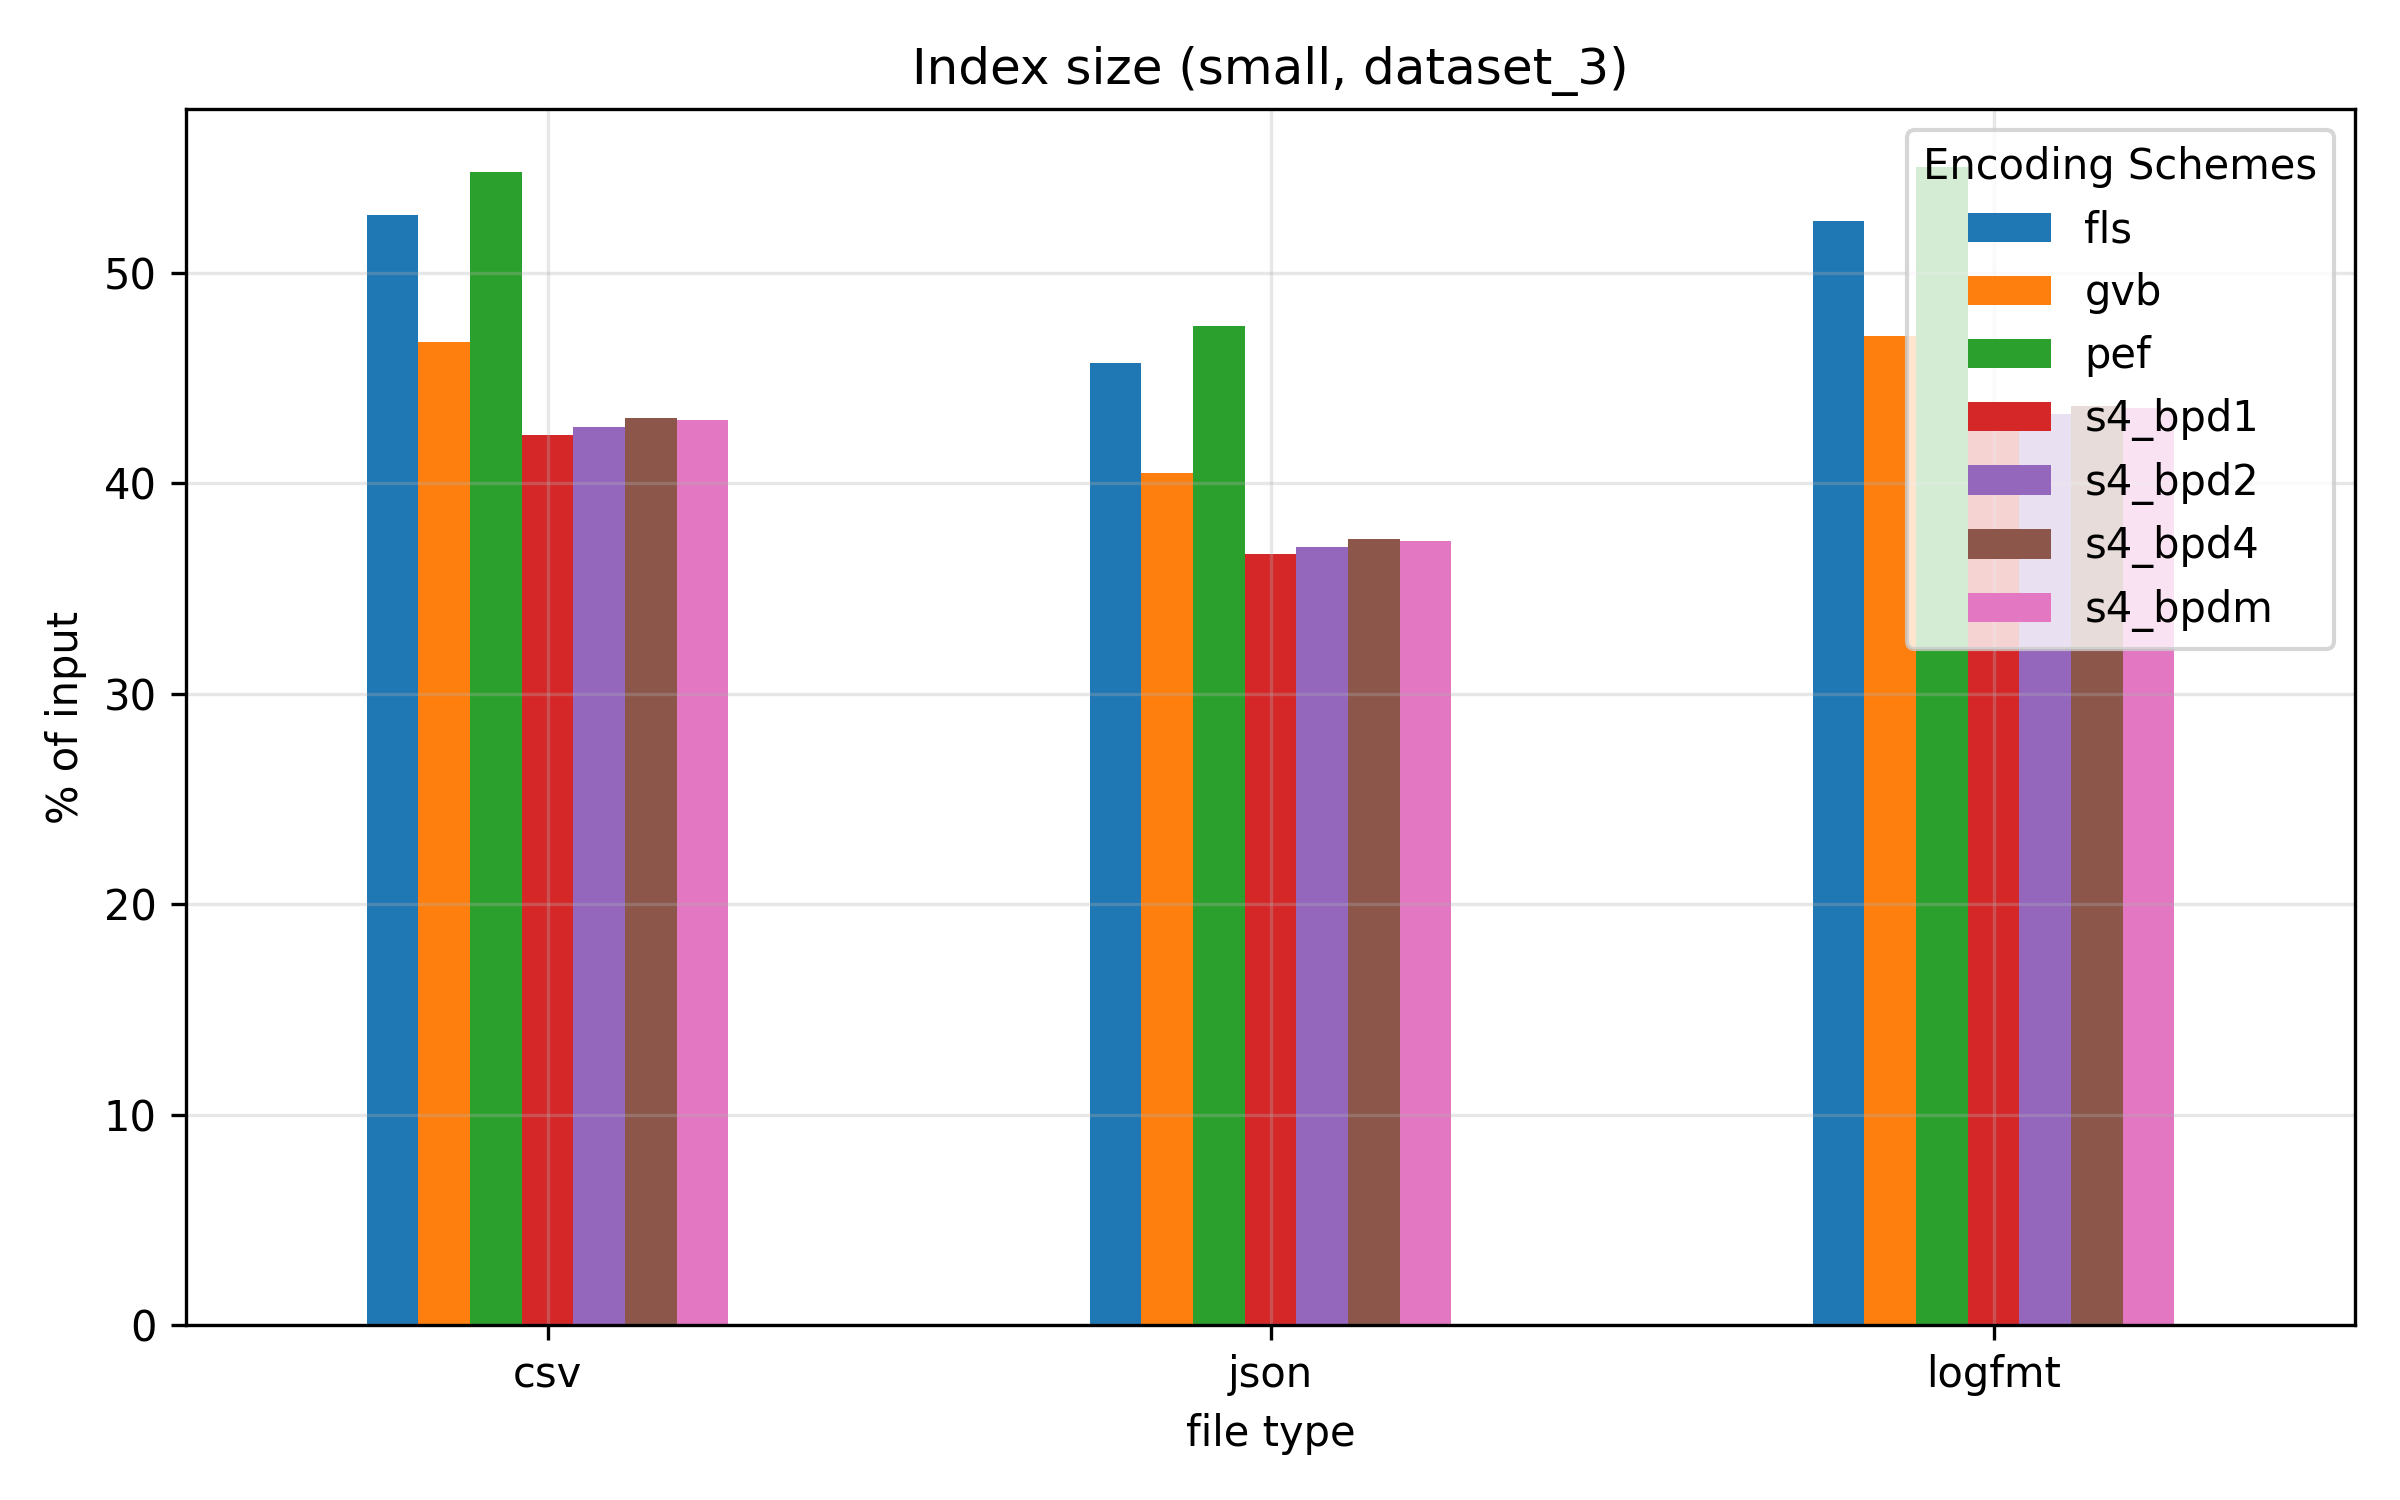 Index size (small, dataset_3)
Encoding Schemes
fls
gvb
pef
s4_bpd1
s4_bpd2
s4_bpd4
s4_bpdm
% of input
50
40
30
20
10
0
csv
json
logfmt
file type